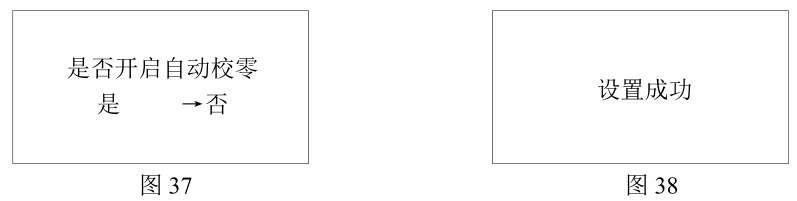 是否开启自动校零
是 →否
图 37
设置成功
图 38